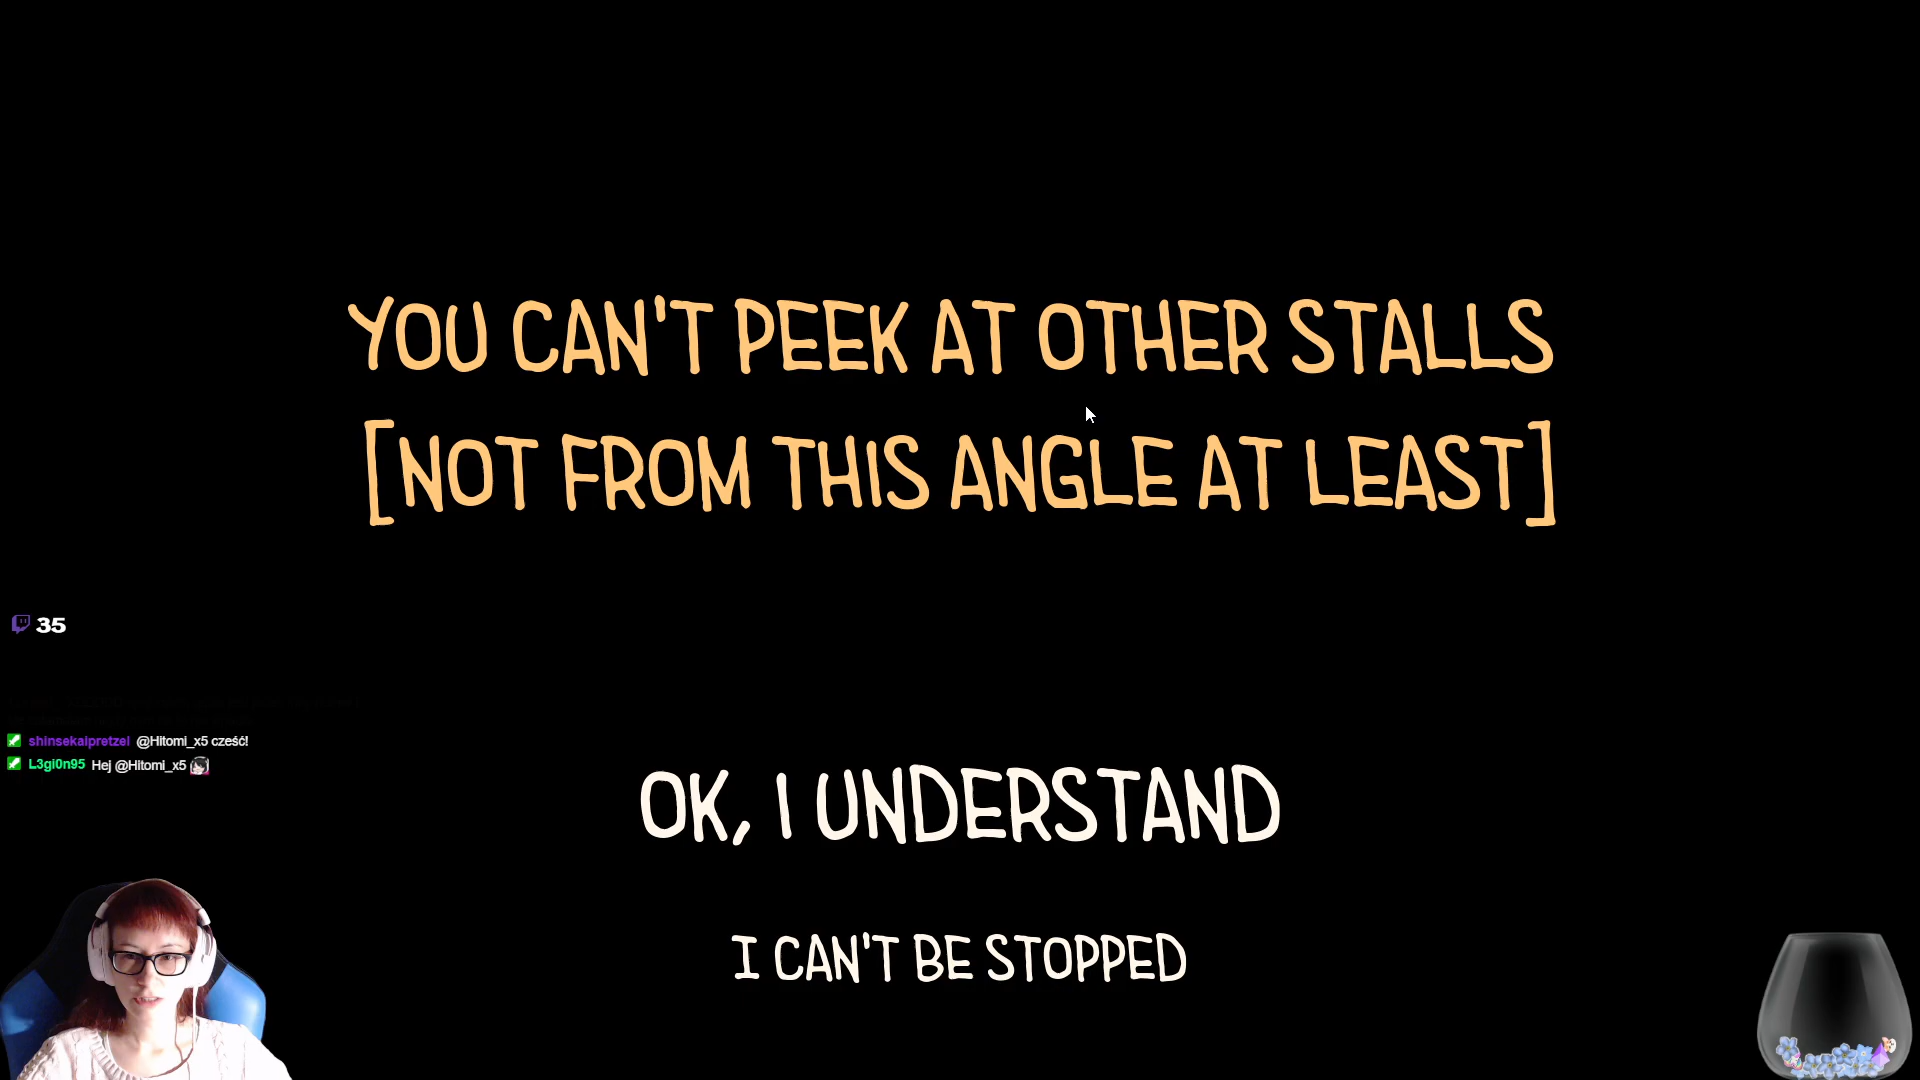 YOU CAN'T PEEK AT OTHER STALLS
[NOT FROM THIS ANGLE AT LEAST]
35
shinsekaipretzel @Hitomi_x5 cześć!
L3gi0n95 Hej @Hitomi_x5
OK, I UNDERSTAND
I CAN'T BE STOPPED